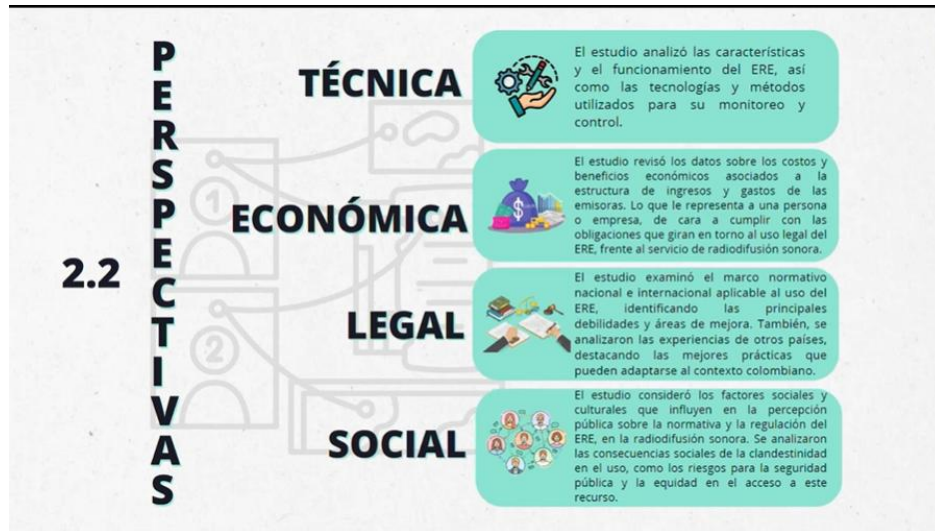 2.2
PERSPECTIVAS
TÉCNICA
El estudio analizó las características
y el funcionamiento del ERE, así
como las tecnologías y métodos
utilizados para su monitoreo y
control.
ECONÓMICA
El estudio revisó los datos sobre los costos y
beneficios económicos asociados a la
estructura de ingresos y gastos de las
emisoras. Lo que le representa a una persona
o empresa, de cara a cumplir con las
obligaciones que giran en torno al uso legal del
ERE, frente al servicio de radiodifusión sonora.
LEGAL
El estudio examinó el marco normativo
nacional e internacional aplicable al uso del
ERE, identificando las principales
debilidades y áreas de mejora. También, se
analizaron las experiencias de otros países,
destacando las mejores prácticas que
pueden adaptarse al contexto colombiano.
SOCIAL
El estudio consideró los factores sociales y
culturales que influyen en la percepción
pública sobre la normativa y la regulación del
ERE, en la radiodifusión sonora. Se analizaron
las consecuencias sociales de la clandestinidad
en el uso, como los riesgos para la seguridad
pública y la equidad en el acceso a este
recurso.
1
2
$